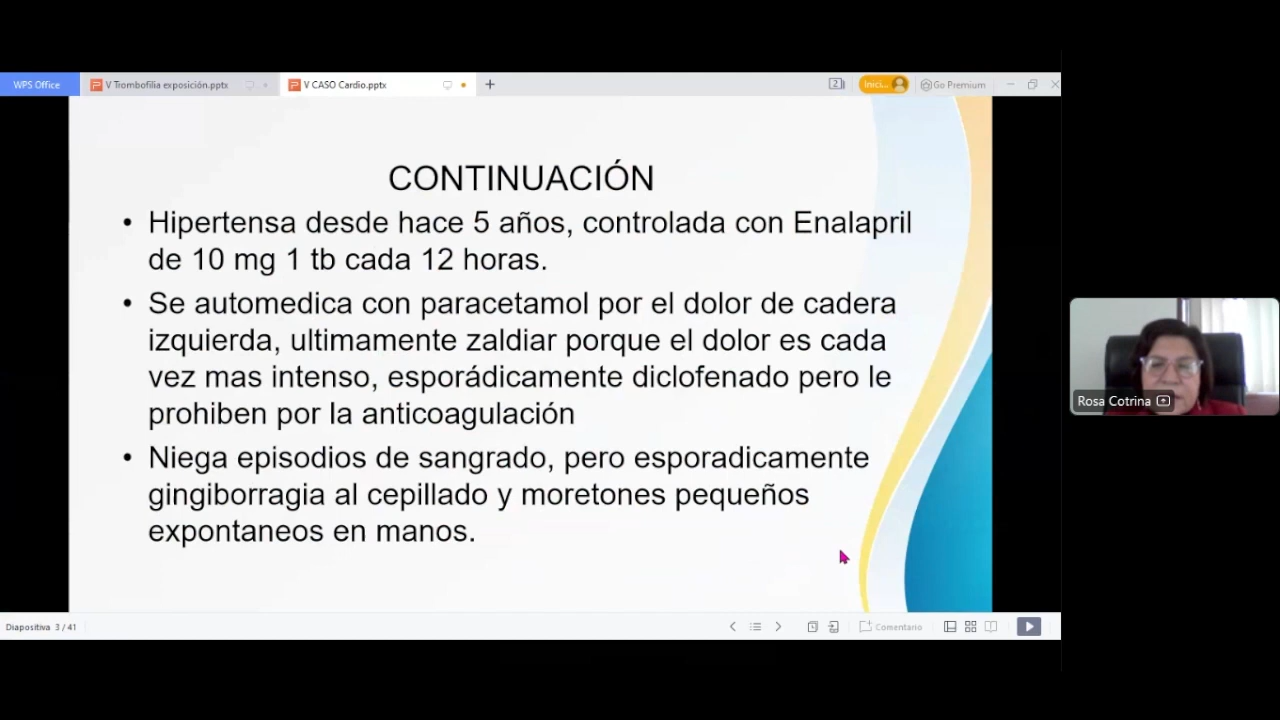 WPS Office
V Trombofilia exposición.pptx
V CASO Cardio.pptx
2
Inici...
Go Premium
CONTINUACIÓN
• Hipertensa desde hace 5 años, controlada con Enalapril
de 10 mg 1 tb cada 12 horas.
• Se automedica con paracetamol por el dolor de cadera
izquierda, ultimamente zaldiar porque el dolor es cada
vez mas intenso, esporádicamente diclofenado pero le
prohiben por la anticoagulación
• Niega episodios de sangrado, pero esporadicamente
gingiborragia al cepillado y moretones pequeños
expontaneos en manos.
Rosa Cotrina
Diapositiva 3 / 41
Comentario